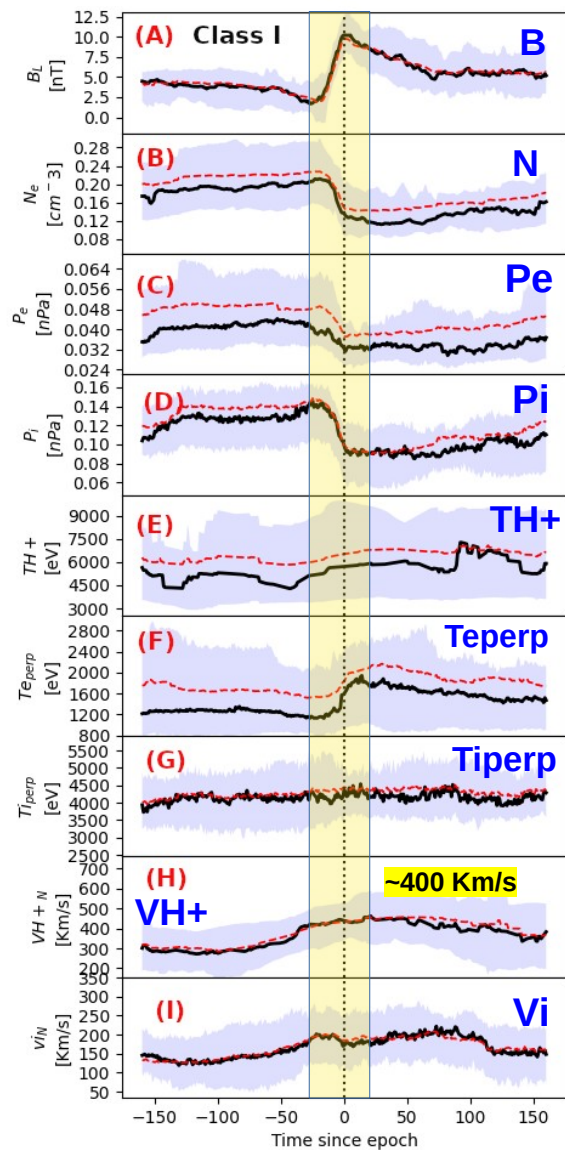 (A) Class I B
B_L
[nT]
12.5
10.0
7.5
5.0
2.5
0.0
(B) N
N_e
[cm⁻3]
0.28
0.24
0.20
0.16
0.12
0.08
(C) Pe
P_e
[nPa]
0.064
0.056
0.048
0.040
0.032
0.024
(D) Pi
P_i
[nPa]
0.16
0.14
0.12
0.10
0.08
0.06
(E) TH+
TH+
[eV]
9000
7500
6000
4500
3000
(F) Teperp
Te_perp
[eV]
2800
2400
2000
1600
1200
800
(G) Tiperp
Ti_perp
[eV]
5500
5000
4500
4000
3500
3000
2500
(H) ~400 Km/s
VH+
VH+_N
[Km/s]
700
600
500
400
300
200
(I) Vi
vi_N
[Km/s]
350
300
250
200
150
100
50
−150 −100 −50 0 50 100 150
Time since epoch